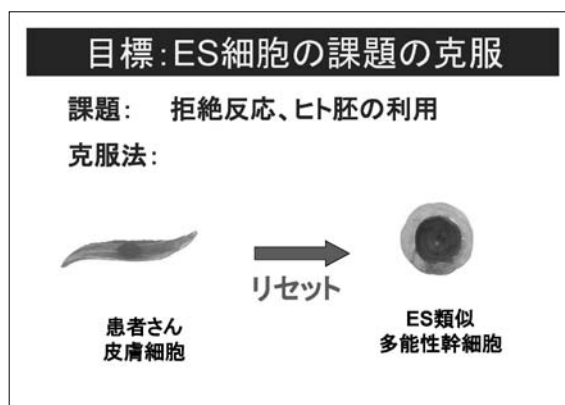 目標:ES細胞の課題の克服
課題: 拒絶反応、ヒト胚の利用
克服法:
リセット
患者さん
皮膚細胞
ES類似
多能性幹細胞